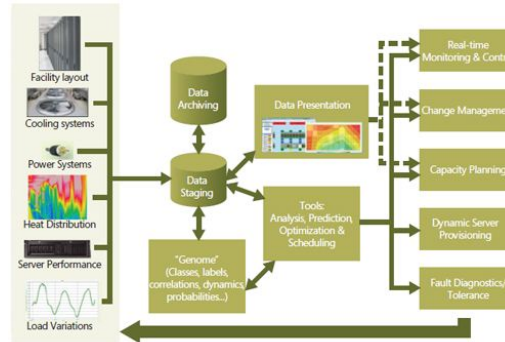 Facility layout
Cooling systems
Power Systems
Heat Distribution
Server Performance
Load Variations
Data
Archiving
Data
Staging
"Genome"
(Classes, labels,
correlations, dynamics,
probabilities...)
Data Presentation
Tools:
Analysis, Prediction,
Optimization &
Scheduling
Real-time
Monitoring & Contr
Change Managemen
Capacity Planning
Dynamic Server
Provisioning
Fault Diagnostics/
Tolerance